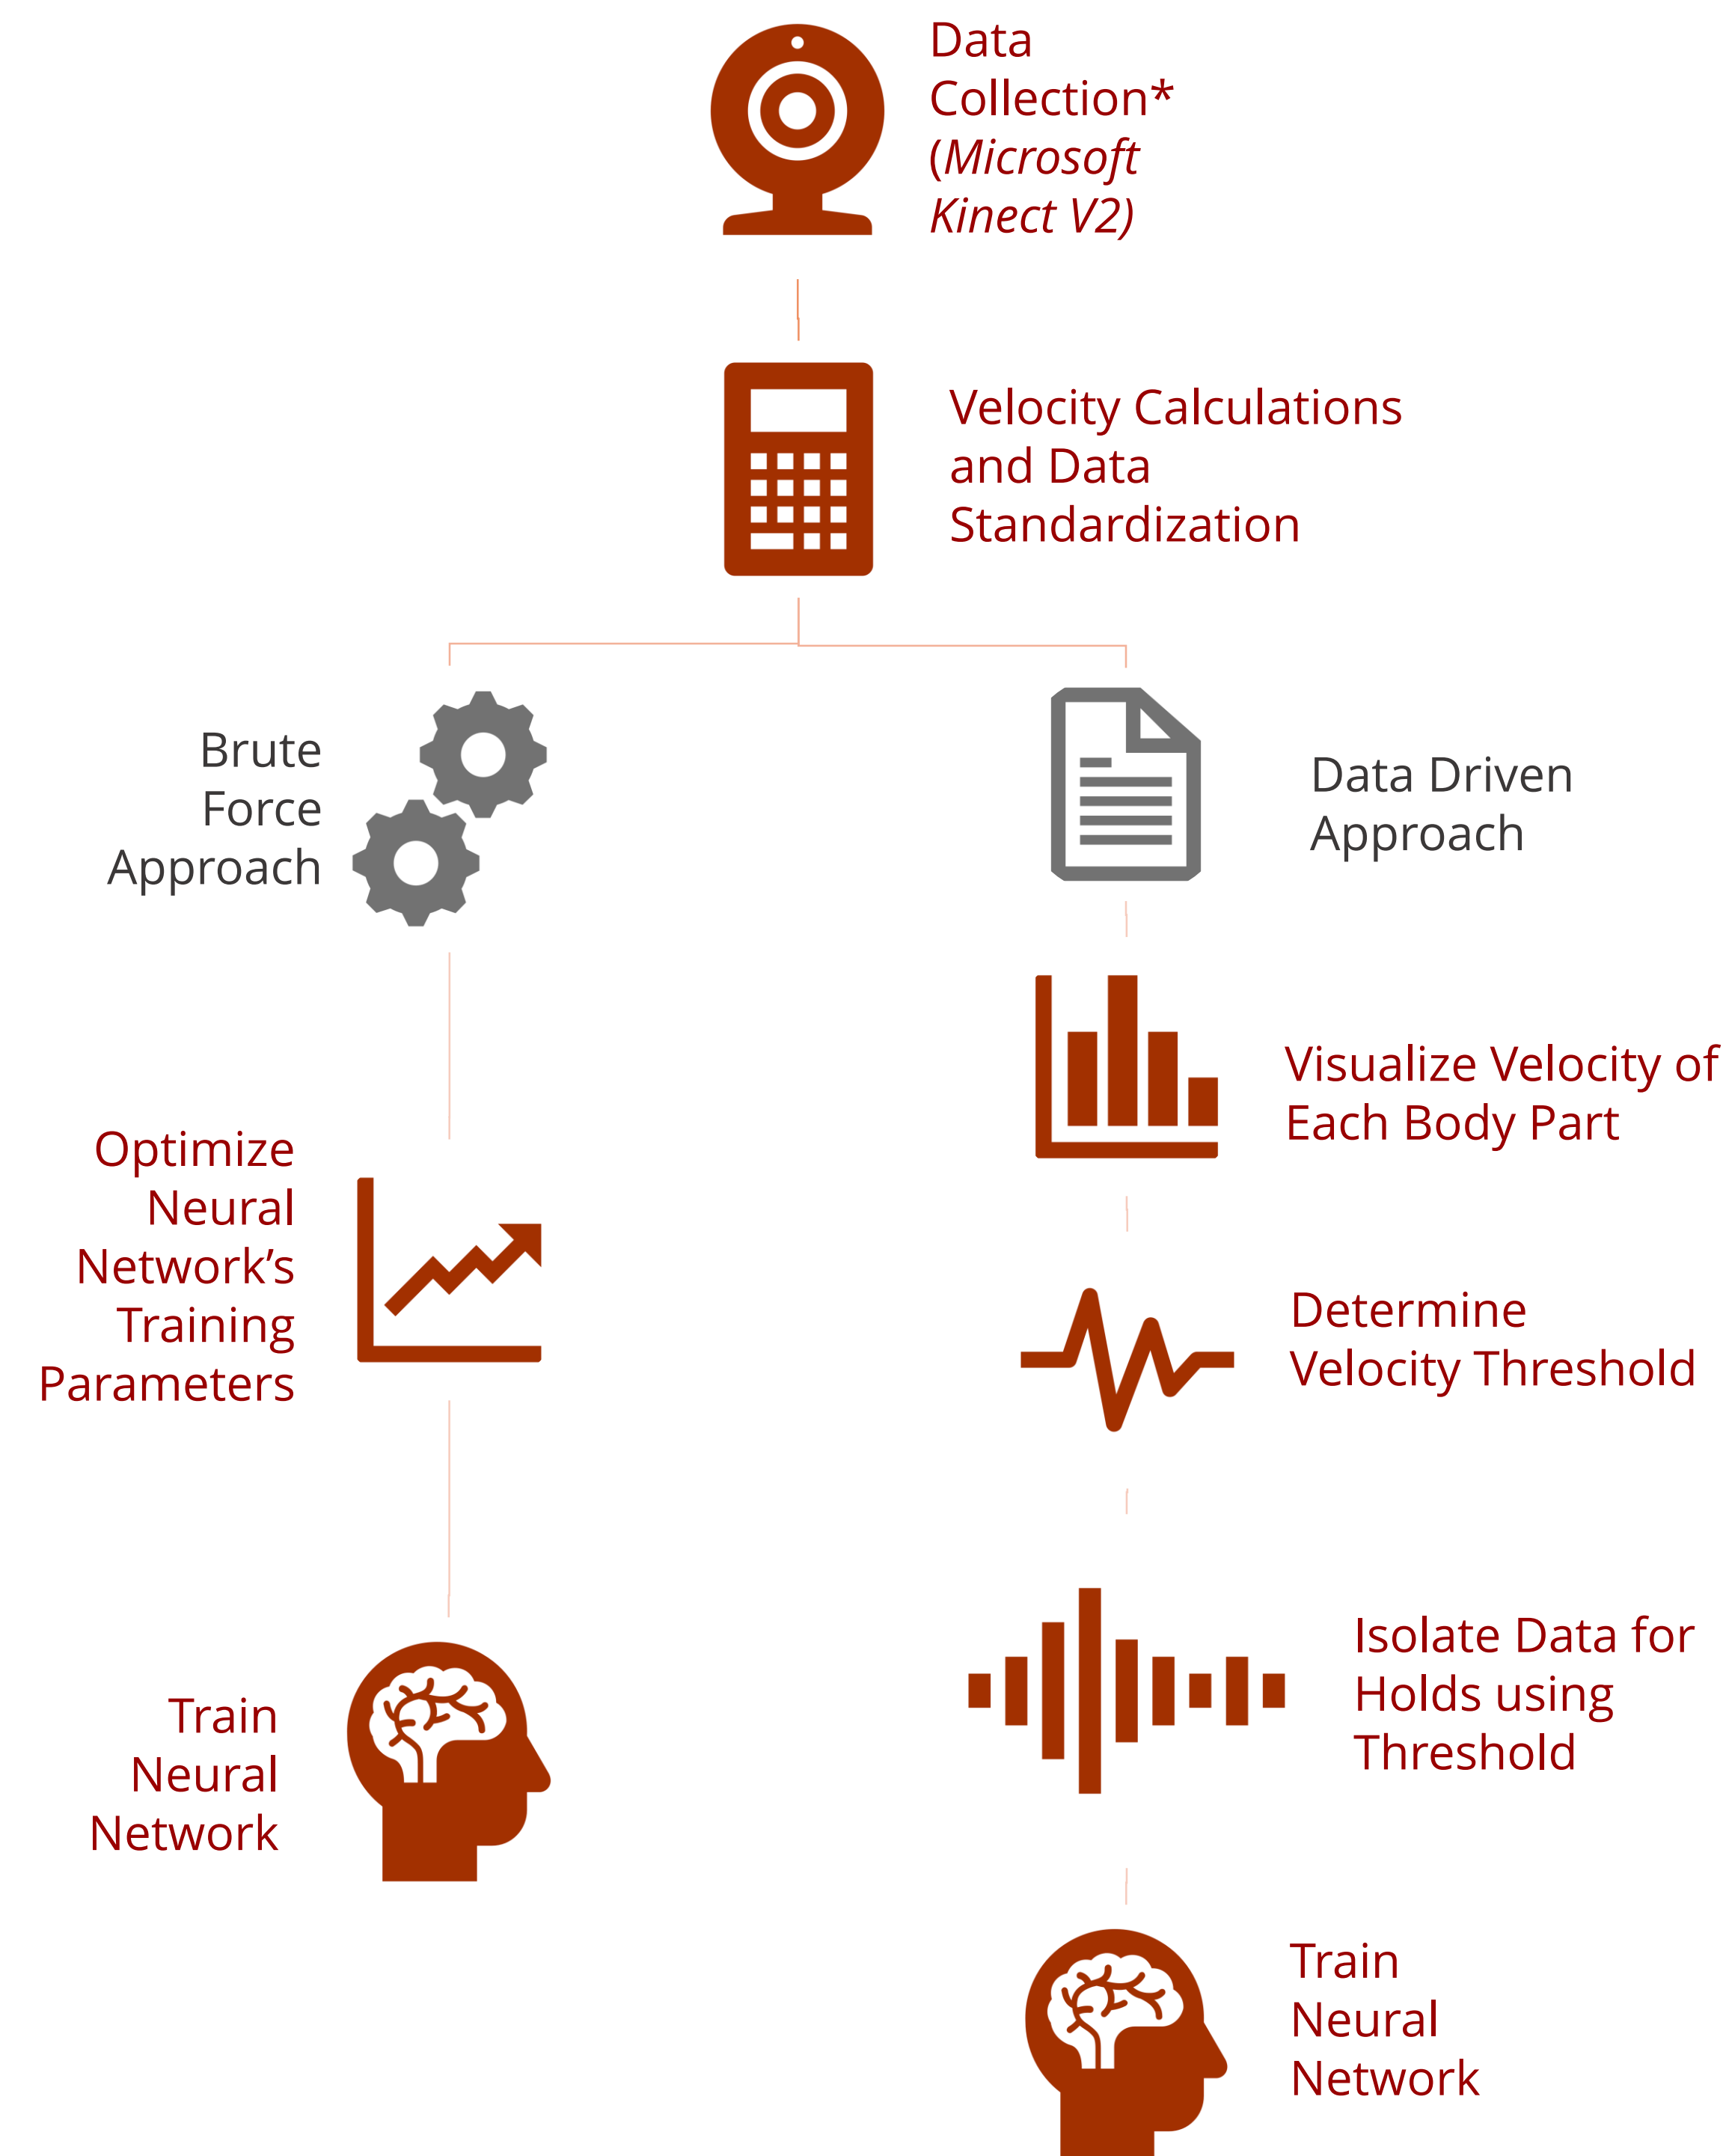 Data
Collection*
(Microsoft
Kinect V2)
Velocity Calculations
and Data
Standardization
Brute
Force
Approach
Data Driven
Approach
Optimize
Neural
Network’s
Training
Parameters
Visualize Velocity of
Each Body Part
Determine
Velocity Threshold
Train
Neural
Network
Isolate Data for
Holds using
Threshold
Train
Neural
Network